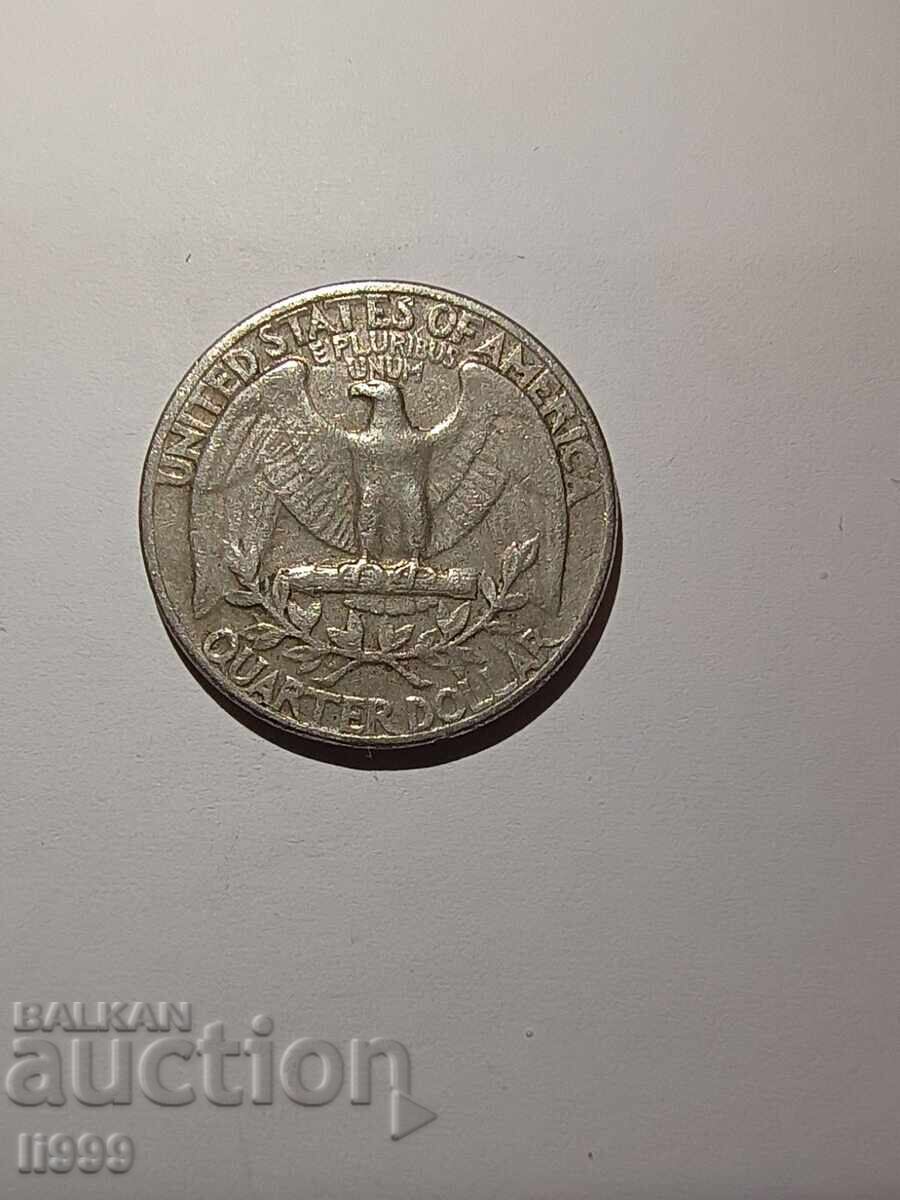 UNITED STATES OF AMERICA
E PLURIBUS
UNUM
QUARTER DOLLAR
BALKAN
auction
li999